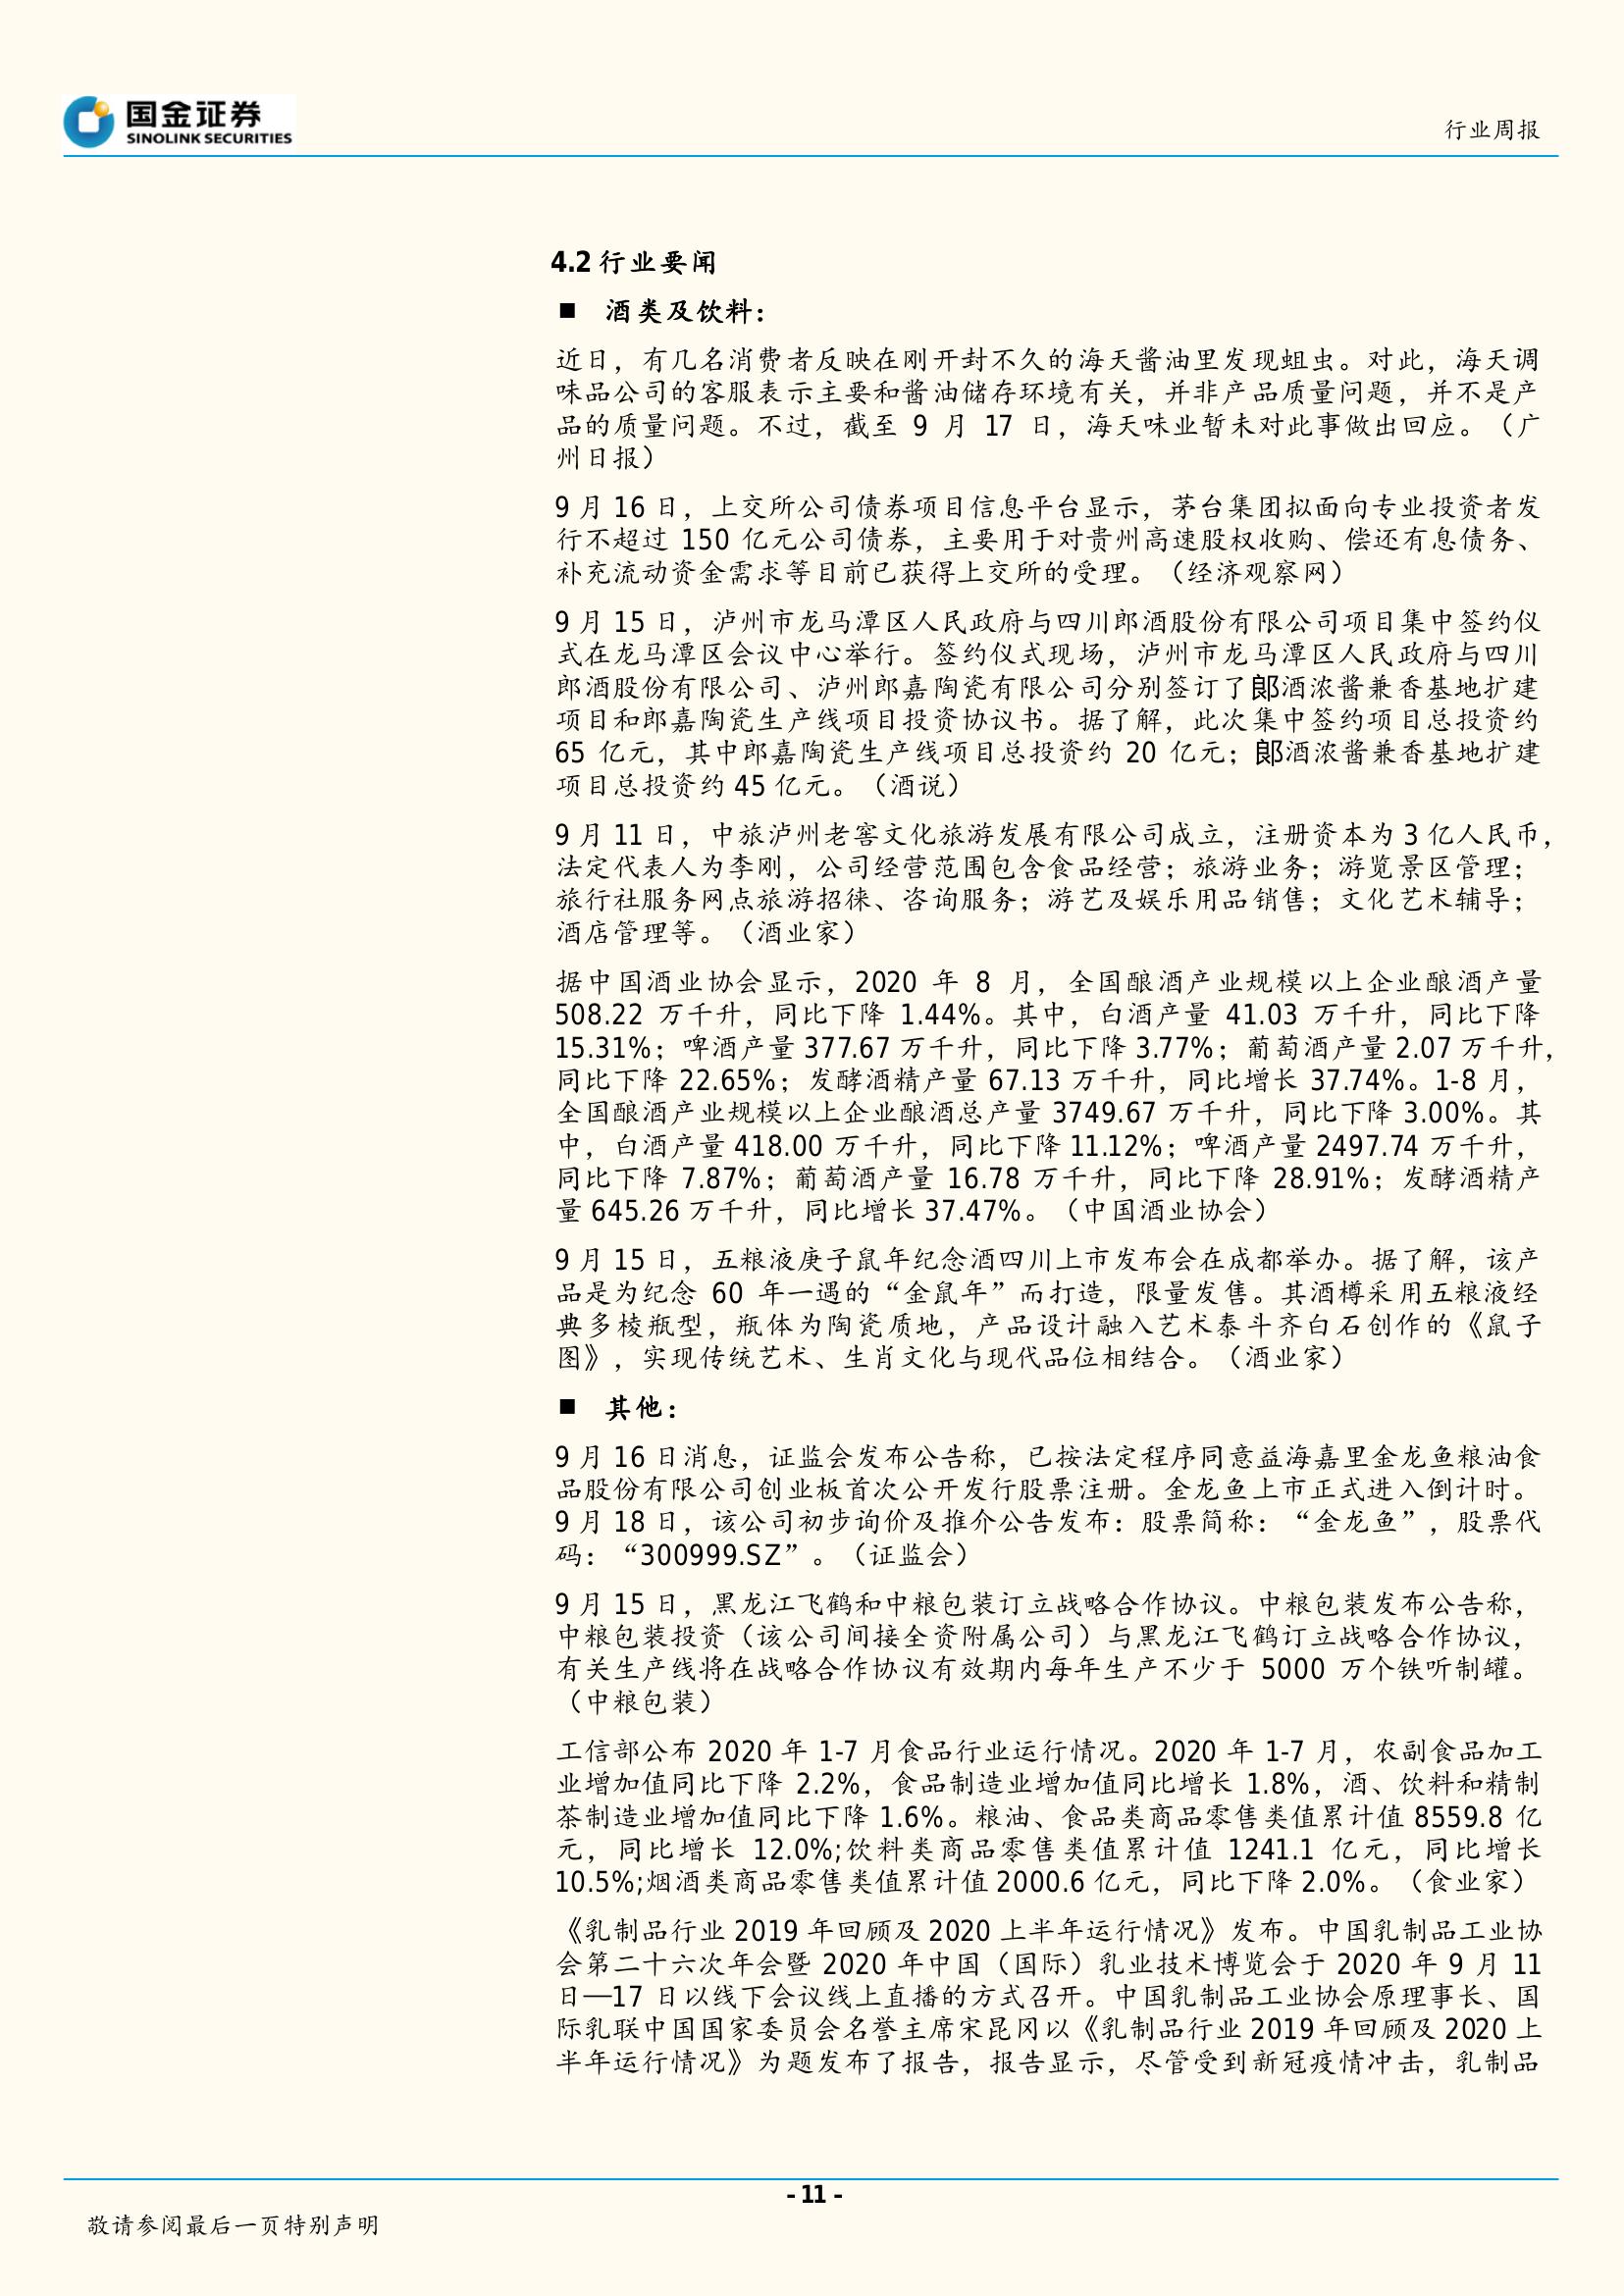 国金证券
SINOLINK SECURITIES
行业周报
4.2 行业要闻
■ 酒类及饮料：
近日，有几名消费者反映在刚开封不久的海天酱油里发现蛆虫。对此，海天调
味品公司的客服表示主要和酱油储存环境有关，并非产品质量问题，并不是产
品的质量问题。不过，截至 9 月 17 日，海天味业暂未对此事做出回应。（广
州日报）
9 月 16 日，上交所公司债券项目信息平台显示，茅台集团拟面向专业投资者发
行不超过 150 亿元公司债券，主要用于对贵州高速股权收购、偿还有息债务、
补充流动资金需求等目前已获得上交所的受理。（经济观察网）
9 月 15 日，泸州市龙马潭区人民政府与四川郎酒股份有限公司项目集中签约仪
式在龙马潭区会议中心举行。签约仪式现场，泸州市龙马潭区人民政府与四川
郎酒股份有限公司、泸州郎嘉陶瓷有限公司分别签订了郞酒浓酱兼香基地扩建
项目和郎嘉陶瓷生产线项目投资协议书。据了解，此次集中签约项目总投资约
65 亿元，其中郎嘉陶瓷生产线项目总投资约 20 亿元；郞酒浓酱兼香基地扩建
项目总投资约 45 亿元。（酒说）
9 月 11 日，中旅泸州老窖文化旅游发展有限公司成立，注册资本为 3 亿人民币，
法定代表人为李刚，公司经营范围包含食品经营；旅游业务；游览景区管理；
旅行社服务网点旅游招徕、咨询服务；游艺及娱乐用品销售；文化艺术辅导；
酒店管理等。（酒业家）
据中国酒业协会显示，2020 年 8 月，全国酿酒产业规模以上企业酿酒产量
508.22 万千升，同比下降 1.44%。其中，白酒产量 41.03 万千升，同比下降
15.31%；啤酒产量 377.67 万千升，同比下降 3.77%；葡萄酒产量 2.07 万千升，
同比下降 22.65%；发酵酒精产量 67.13 万千升，同比增长 37.74%。1-8 月，
全国酿酒产业规模以上企业酿酒总产量 3749.67 万千升，同比下降 3.00%。其
中，白酒产量 418.00 万千升，同比下降 11.12%；啤酒产量 2497.74 万千升，
同比下降 7.87%；葡萄酒产量 16.78 万千升，同比下降 28.91%；发酵酒精产
量 645.26 万千升，同比增长 37.47%。（中国酒业协会）
9 月 15 日，五粮液庚子鼠年纪念酒四川上市发布会在成都举办。据了解，该产
品是为纪念 60 年一遇的“金鼠年”而打造，限量发售。其酒樽采用五粮液经
典多棱瓶型，瓶体为陶瓷质地，产品设计融入艺术泰斗齐白石创作的《鼠子
图》，实现传统艺术、生肖文化与现代品位相结合。（酒业家）
■ 其他：
9 月 16 日消息，证监会发布公告称，已按法定程序同意益海嘉里金龙鱼粮油食
品股份有限公司创业板首次公开发行股票注册。金龙鱼上市正式进入倒计时。
9 月 18 日，该公司初步询价及推介公告发布：股票简称：“金龙鱼”，股票代
码：“300999.SZ”。（证监会）
9 月 15 日，黑龙江飞鹤和中粮包装订立战略合作协议。中粮包装发布公告称，
中粮包装投资（该公司间接全资附属公司）与黑龙江飞鹤订立战略合作协议，
有关生产线将在战略合作协议有效期内每年生产不少于 5000 万个铁听制罐。
（中粮包装）
工信部公布 2020 年 1-7 月食品行业运行情况。2020 年 1-7 月，农副食品加工
业增加值同比下降 2.2%，食品制造业增加值同比增长 1.8%，酒、饮料和精制
茶制造业增加值同比下降 1.6%。粮油、食品类商品零售类值累计值 8559.8 亿
元，同比增长 12.0%;饮料类商品零售类值累计值 1241.1 亿元，同比增长
10.5%;烟酒类商品零售类值累计值 2000.6 亿元，同比下降 2.0%。（食业家）
《乳制品行业 2019 年回顾及 2020 上半年运行情况》发布。中国乳制品工业协
会第二十六次年会暨 2020 年中国（国际）乳业技术博览会于 2020 年 9 月 11
日—17 日以线下会议线上直播的方式召开。中国乳制品工业协会原理事长、国
际乳联中国国家委员会名誉主席宋昆冈以《乳制品行业 2019 年回顾及 2020 上
半年运行情况》为题发布了报告，报告显示，尽管受到新冠疫情冲击，乳制品
- 11 -
敬请参阅最后一页特别声明